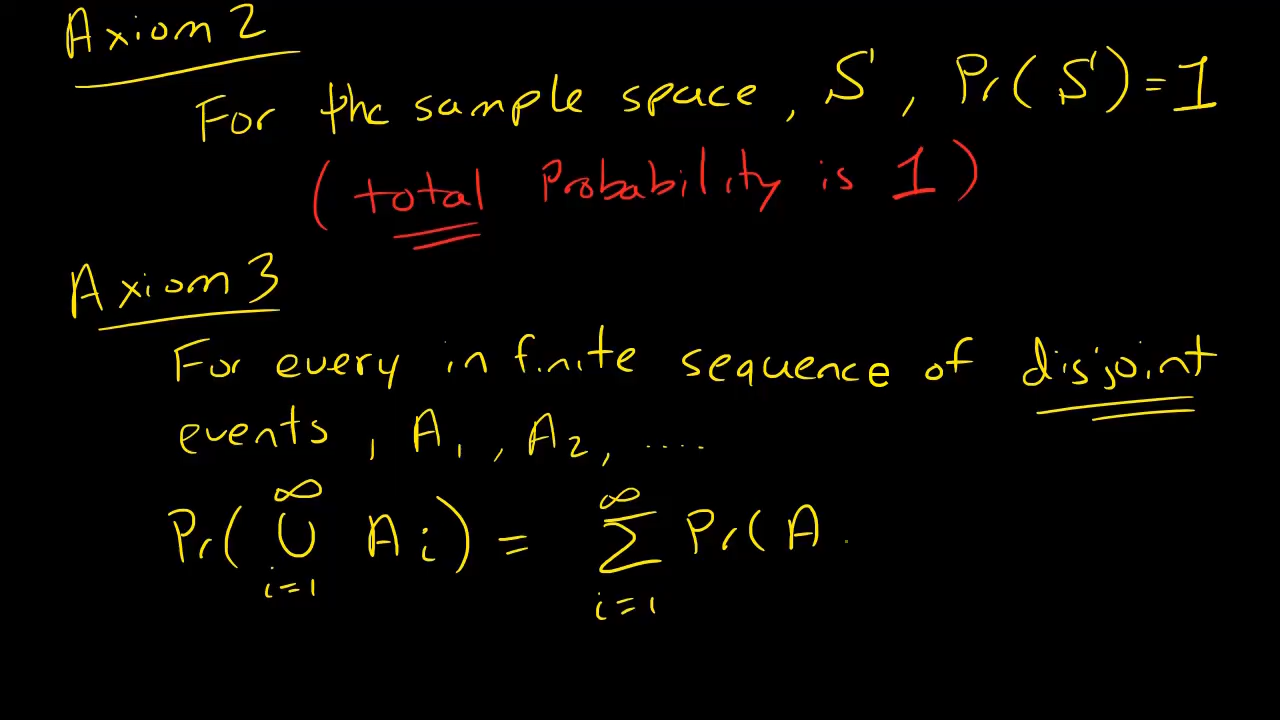 Axiom 2
For the sample space, S, Pr(S) = 1
(total Probability is 1)
Axiom 3
For every infinite sequence of disjoint
events, A₁, A₂, ....
Pr(⋃_{i=1}^{∞} Ai) = ∑_{i=1}^{∞} Pr(A